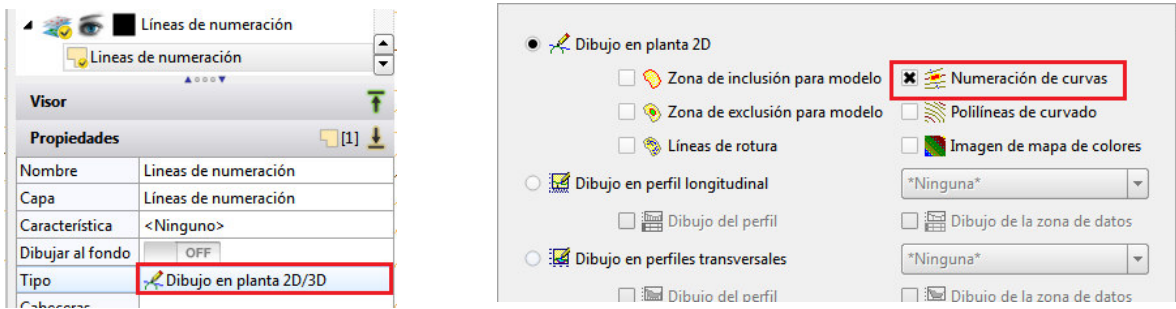 Líneas de numeración
Lineas de numeración
Visor
Propiedades [1]
Nombre Lineas de numeración
Capa Líneas de numeración
Característica <Ninguno>
Dibujar al fondo OFF
Tipo Dibujo en planta 2D/3D
Cabeceras
Dibujo en planta 2D
Zona de inclusión para modelo Numeración de curvas
Zona de exclusión para modelo Polilíneas de curvado
Líneas de rotura Imagen de mapa de colores
Dibujo en perfil longitudinal *Ninguna*
Dibujo del perfil Dibujo de la zona de datos
Dibujo en perfiles transversales *Ninguna*
Dibujo del perfil Dibujo de la zona de datos